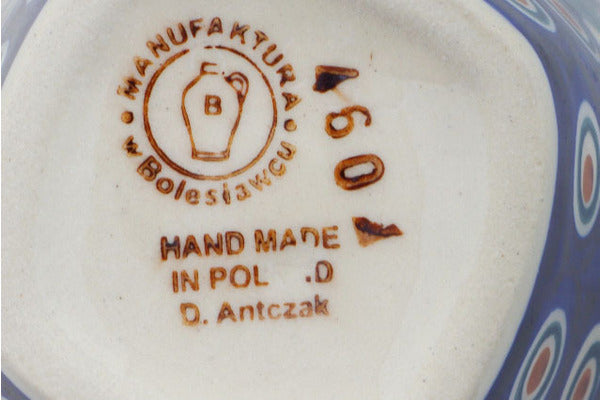 MANUFAKTURA
w Bolesławcu
B
HAND MADE
IN POL .D
D. Antczak